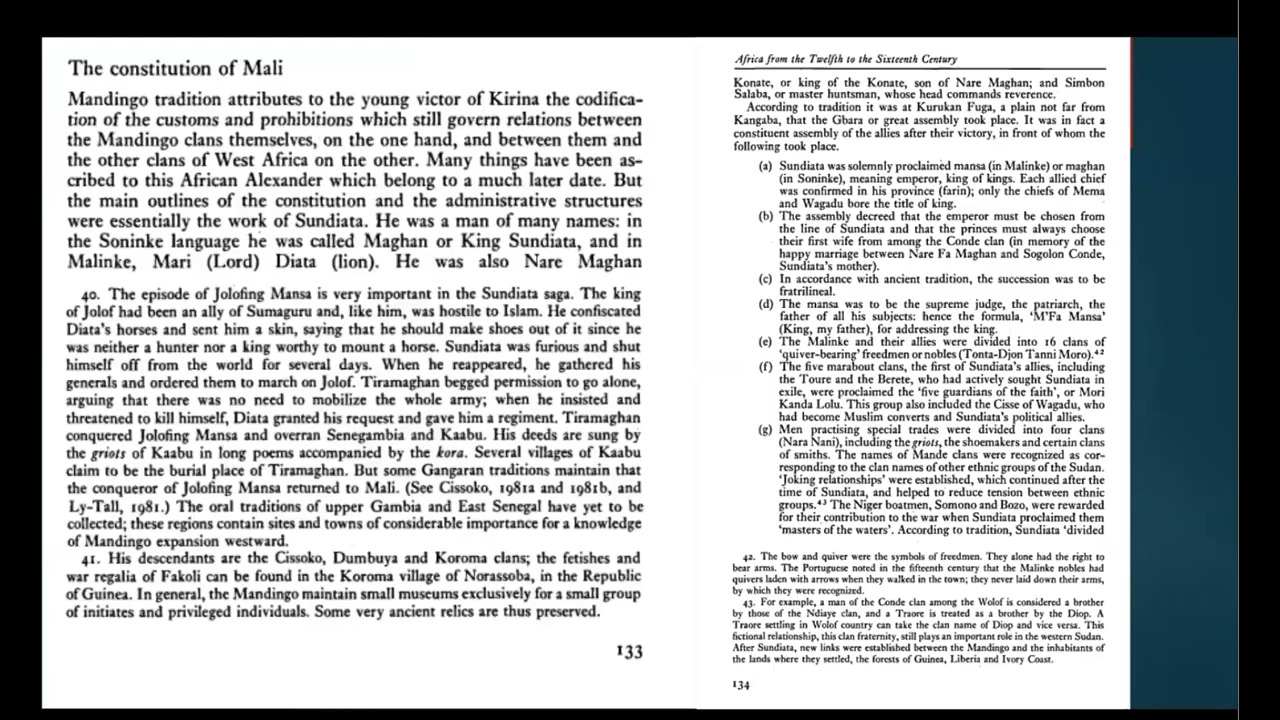 The constitution of Mali
Mandingo tradition attributes to the young victor of Kirina the codifica-
tion of the customs and prohibitions which still govern relations between
the Mandingo clans themselves, on the one hand, and between them and
the other clans of West Africa on the other. Many things have been as-
cribed to this African Alexander which belong to a much later date. But
the main outlines of the constitution and the administrative structures
were essentially the work of Sundiata. He was a man of many names: in
the Soninke language he was called Maghan or King Sundiata, and in
Malinke, Mari (Lord) Diata (lion). He was also Nare Maghan
40. The episode of Jolofing Mansa is very important in the Sundiata saga. The king
of Jolof had been an ally of Sumaguru and, like him, was hostile to Islam. He confiscated
Diata's horses and sent him a skin, saying that he should make shoes out of it since he
was neither a hunter nor a king worthy to mount a horse. Sundiata was furious and shut
himself off from the world for several days. When he reappeared, he gathered his
generals and ordered them to march on Jolof. Tiramaghan begged permission to go alone,
arguing that there was no need to mobilize the whole army; when he insisted and
threatened to kill himself, Diata granted his request and gave him a regiment. Tiramaghan
conquered Jolofing Mansa and overran Senegambia and Kaabu. His deeds are sung by
the griots of Kaabu in long poems accompanied by the kora. Several villages of Kaabu
claim to be the burial place of Tiramaghan. But some Gangaran traditions maintain that
the conqueror of Jolofing Mansa returned to Mali. (See Cissoko, 1981a and 1981b, and
Ly-Tall, 1981.) The oral traditions of upper Gambia and East Senegal have yet to be
collected; these regions contain sites and towns of considerable importance for a knowledge
of Mandingo expansion westward.
41. His descendants are the Cissoko, Dumbuya and Koroma clans; the fetishes and
war regalia of Fakoli can be found in the Koroma village of Norassoba, in the Republic
of Guinea. In general, the Mandingo maintain small museums exclusively for a small group
of initiates and privileged individuals. Some very ancient relics are thus preserved.
133
Africa from the Twelfth to the Sixteenth Century
Konate, or king of the Konate, son of Nare Maghan; and Simbon
Salaba, or master huntsman, whose head commands reverence.
According to tradition it was at Kurukan Fuga, a plain not far from
Kangaba, that the Gbara or great assembly took place. It was in fact a
constituent assembly of the allies after their victory, in front of whom the
following took place.
(a) Sundiata was solemnly proclaimed mansa (in Malinke) or maghan
(in Soninke), meaning emperor, king of kings. Each allied chief
was confirmed in his province (farin); only the chiefs of Mema
and Wagadu bore the title of king.
(b) The assembly decreed that the emperor must be chosen from
the line of Sundiata and that the princes must always choose
their first wife from among the Conde clan (in memory of the
happy marriage between Nare Fa Maghan and Sogolon Conde,
Sundiata's mother).
(c) In accordance with ancient tradition, the succession was to be
fratrilineal.
(d) The mansa was to be the supreme judge, the patriarch, the
father of all his subjects: hence the formula, 'M'Fa Mansa'
(King, my father), for addressing the king.
(e) The Malinke and their allies were divided into 16 clans of
'quiver-bearing' freedmen or nobles (Tonta-Djon Tanni Moro).42
(f) The five marabout clans, the first of Sundiata's allies, including
the Toure and the Berete, who had actively sought Sundiata in
exile, were proclaimed the 'five guardians of the faith', or Mori
Kanda Lolu. This group also included the Cisse of Wagadu, who
had become Muslim converts and Sundiata's political allies.
(g) Men practising special trades were divided into four clans
(Nara Nani), including the griots, the shoemakers and certain clans
of smiths. The names of Mande clans were recognized as cor-
responding to the clan names of other ethnic groups of the Sudan.
'Joking relationships' were established, which continued after the
time of Sundiata, and helped to reduce tension between ethnic
groups.43 The Niger boatmen, Somono and Bozo, were rewarded
for their contribution to the war when Sundiata proclaimed them
'masters of the waters'. According to tradition, Sundiata 'divided
42. The bow and quiver were the symbols of freedmen. They alone had the right to
bear arms. The Portuguese noted in the fifteenth century that the Malinke nobles had
quivers laden with arrows when they walked in the town; they never laid down their arms,
by which they were recognized.
43. For example, a man of the Conde clan among the Wolof is considered a brother
by those of the Ndiaye clan, and a Traore is treated as a brother by the Diop. A
Traore settling in Wolof country can take the clan name of Diop and vice versa. This
fictional relationship, this clan fraternity, still plays an important role in the western Sudan.
After Sundiata, new links were established between the Mandingo and the inhabitants of
the lands where they settled, the forests of Guinea, Liberia and Ivory Coast.
134